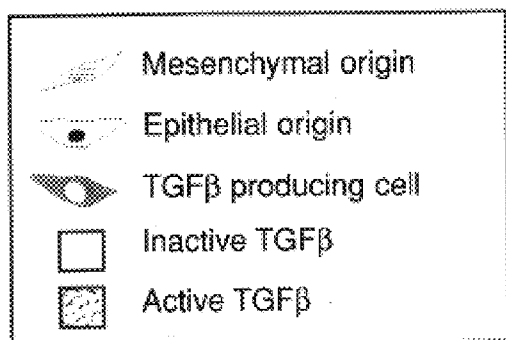 Mesenchymal origin
Epithelial origin
TGFβ producing cell
Inactive TGFβ
Active TGFβ